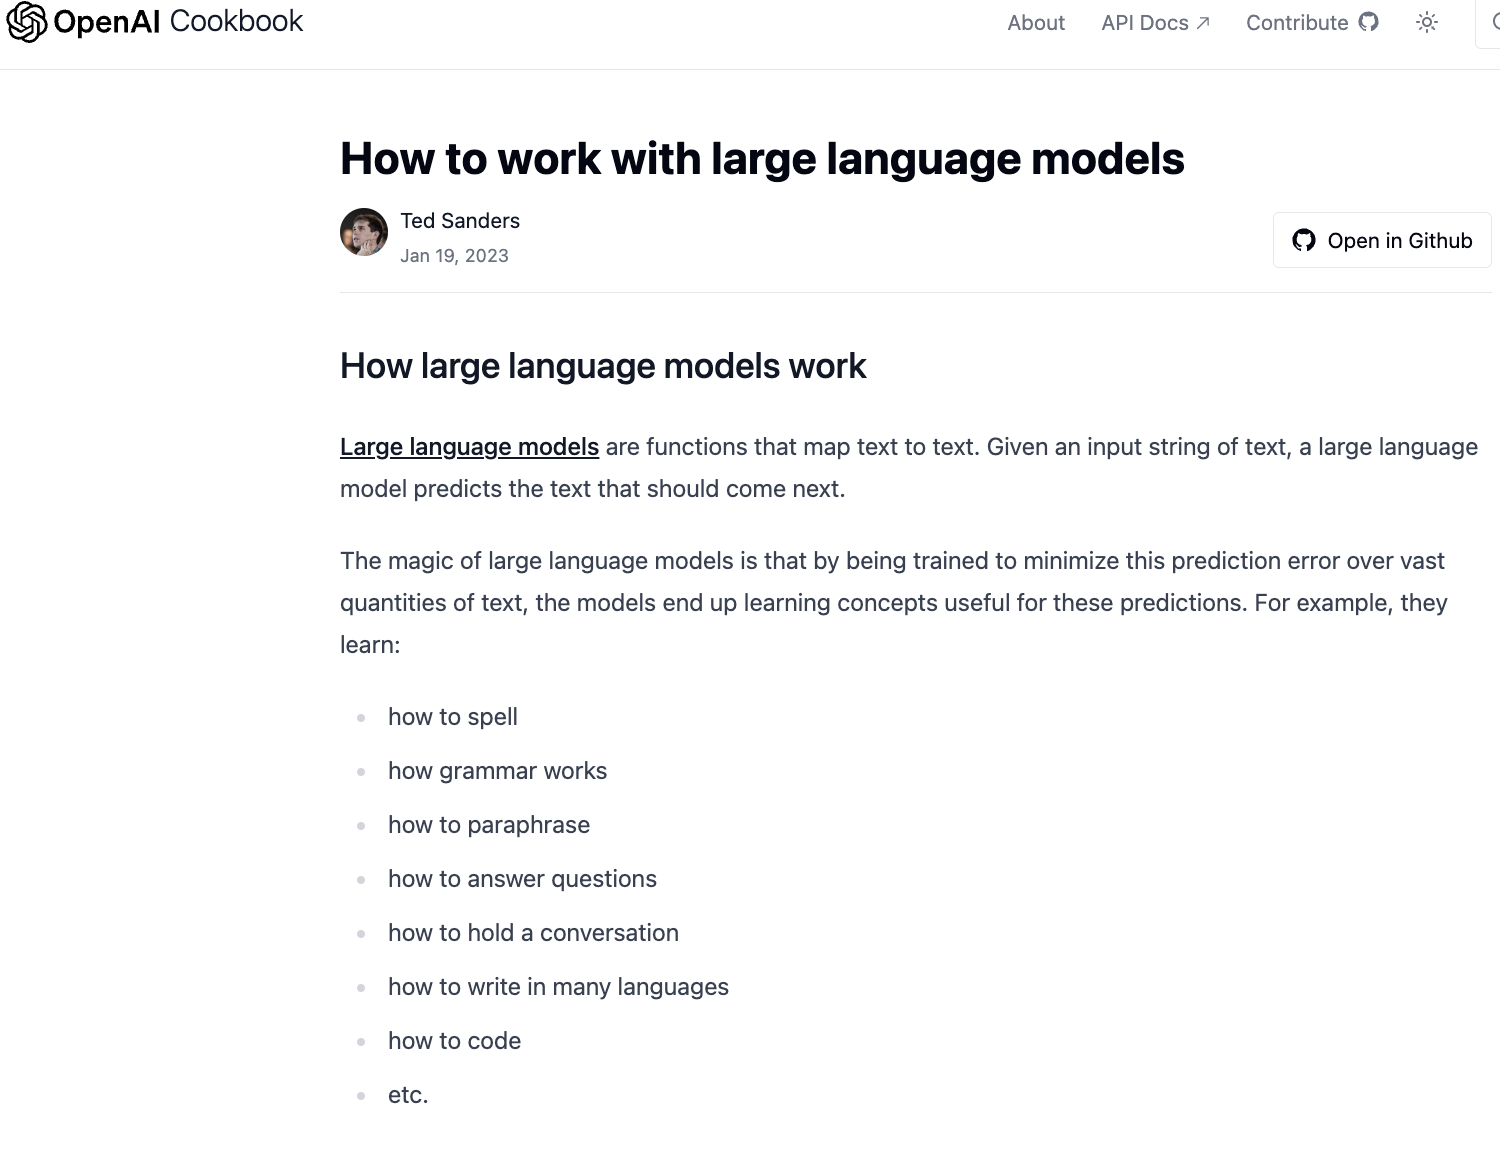 OpenAI Cookbook
About API Docs ↗ Contribute
How to work with large language models
Ted Sanders
Jan 19, 2023
Open in Github
How large language models work
Large language models are functions that map text to text. Given an input string of text, a large language
model predicts the text that should come next.
The magic of large language models is that by being trained to minimize this prediction error over vast
quantities of text, the models end up learning concepts useful for these predictions. For example, they
learn:
how to spell
how grammar works
how to paraphrase
how to answer questions
how to hold a conversation
how to write in many languages
how to code
etc.